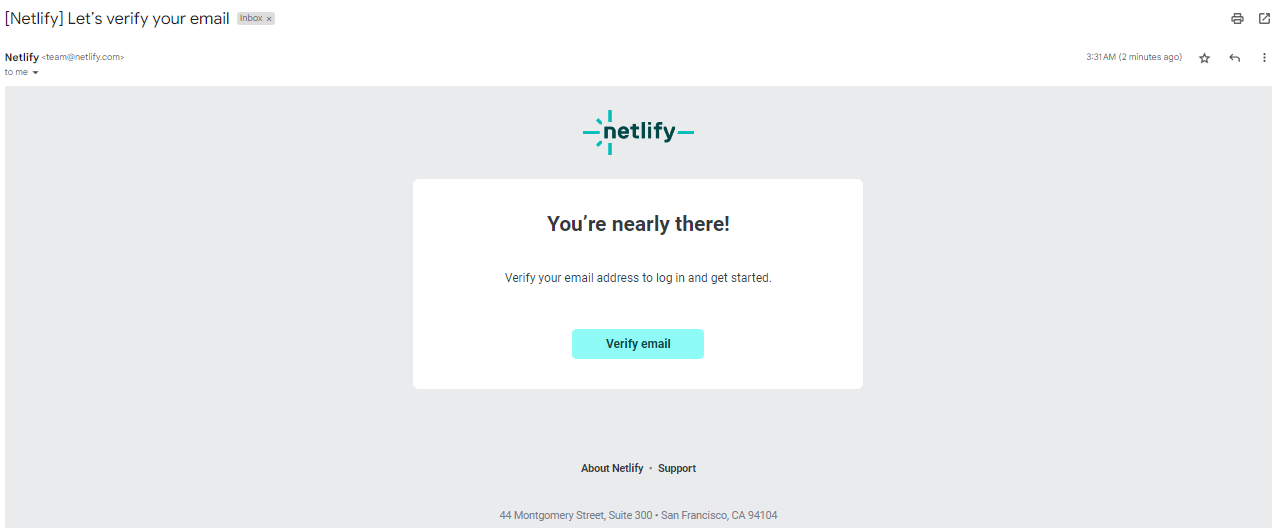 [Netlify] Let's verify your email Inbox ×
Netlify <team@netlify.com> 3:31 AM (2 minutes ago)
to me
netlify
You're nearly there!
Verify your email address to log in and get started.
Verify email
About Netlify • Support
44 Montgomery Street, Suite 300 • San Francisco, CA 94104